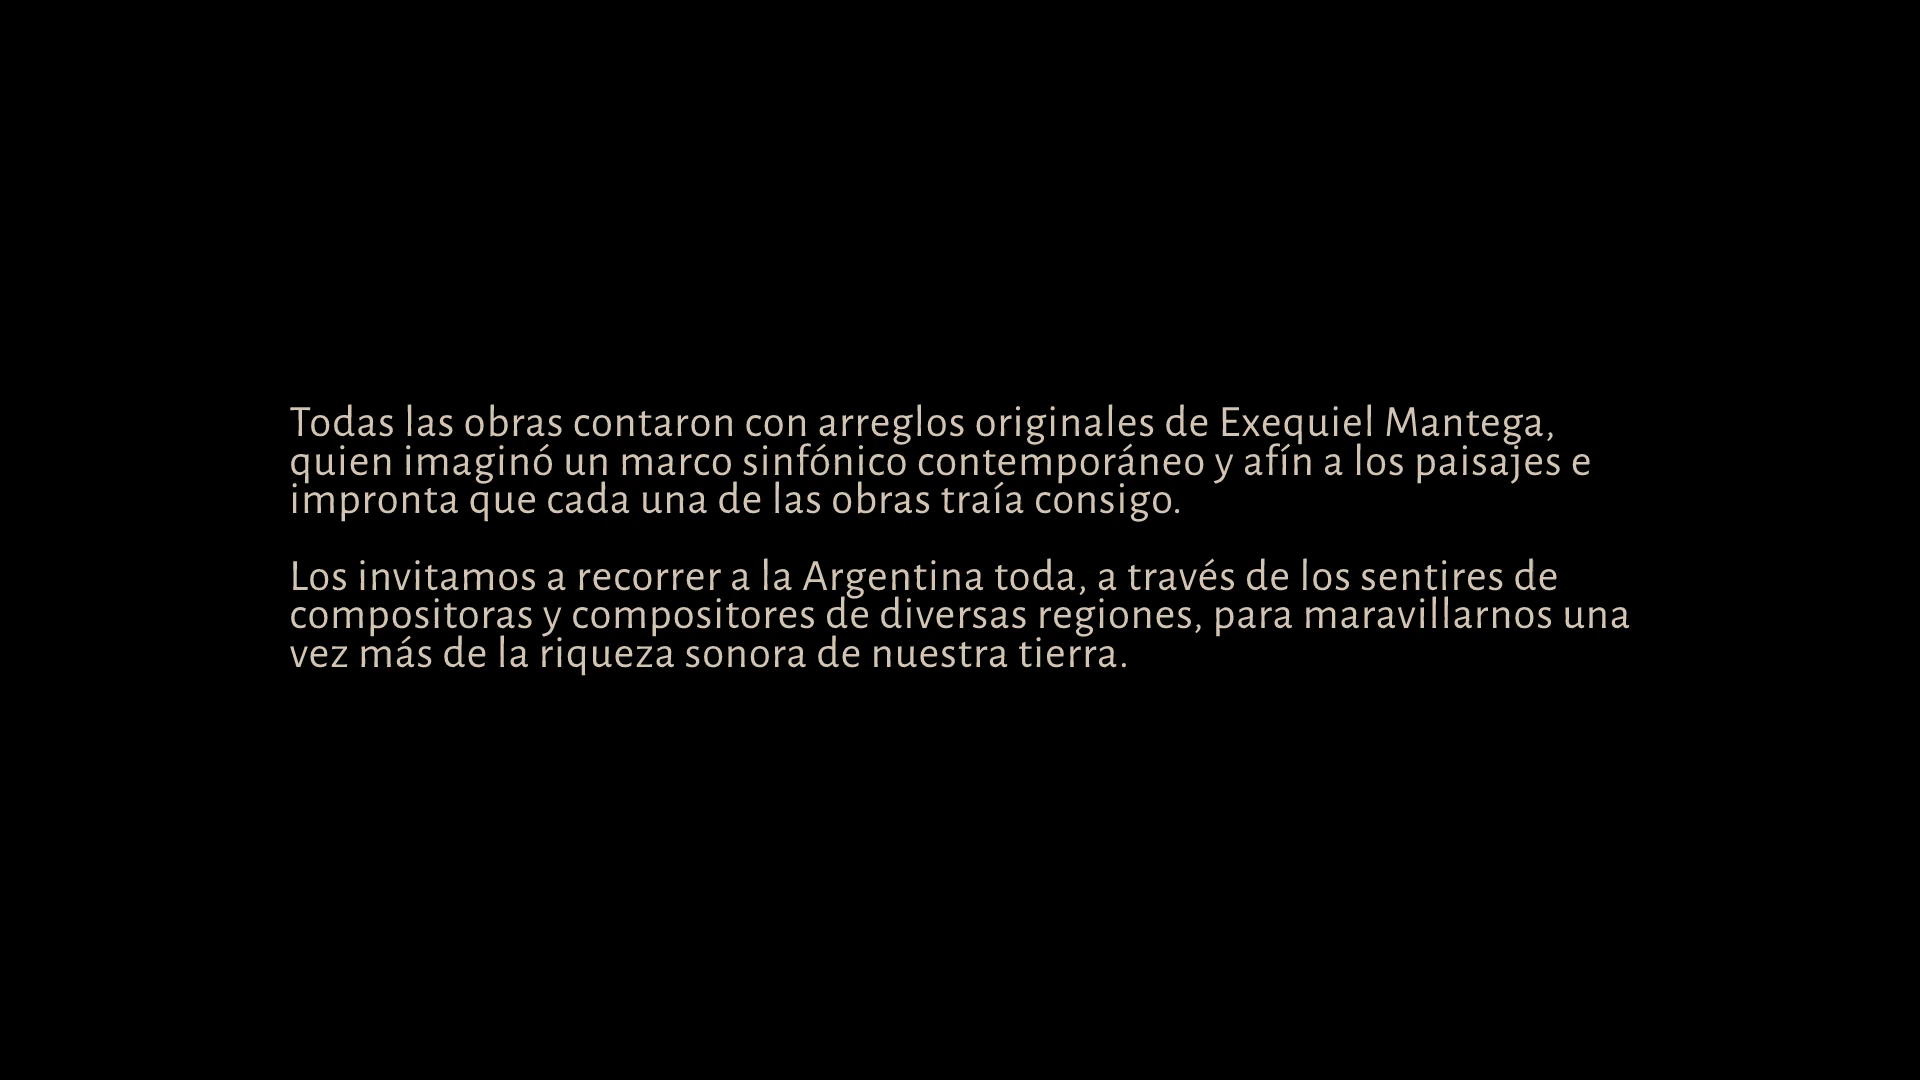 Todas las obras contaron con arreglos originales de Exequiel Mantega,
quien imaginó un marco sinfónico contemporáneo y afín a los paisajes e
impronta que cada una de las obras traía consigo.
Los invitamos a recorrer a la Argentina toda, a través de los sentires de
compositoras y compositores de diversas regiones, para maravillarnos una
vez más de la riqueza sonora de nuestra tierra.